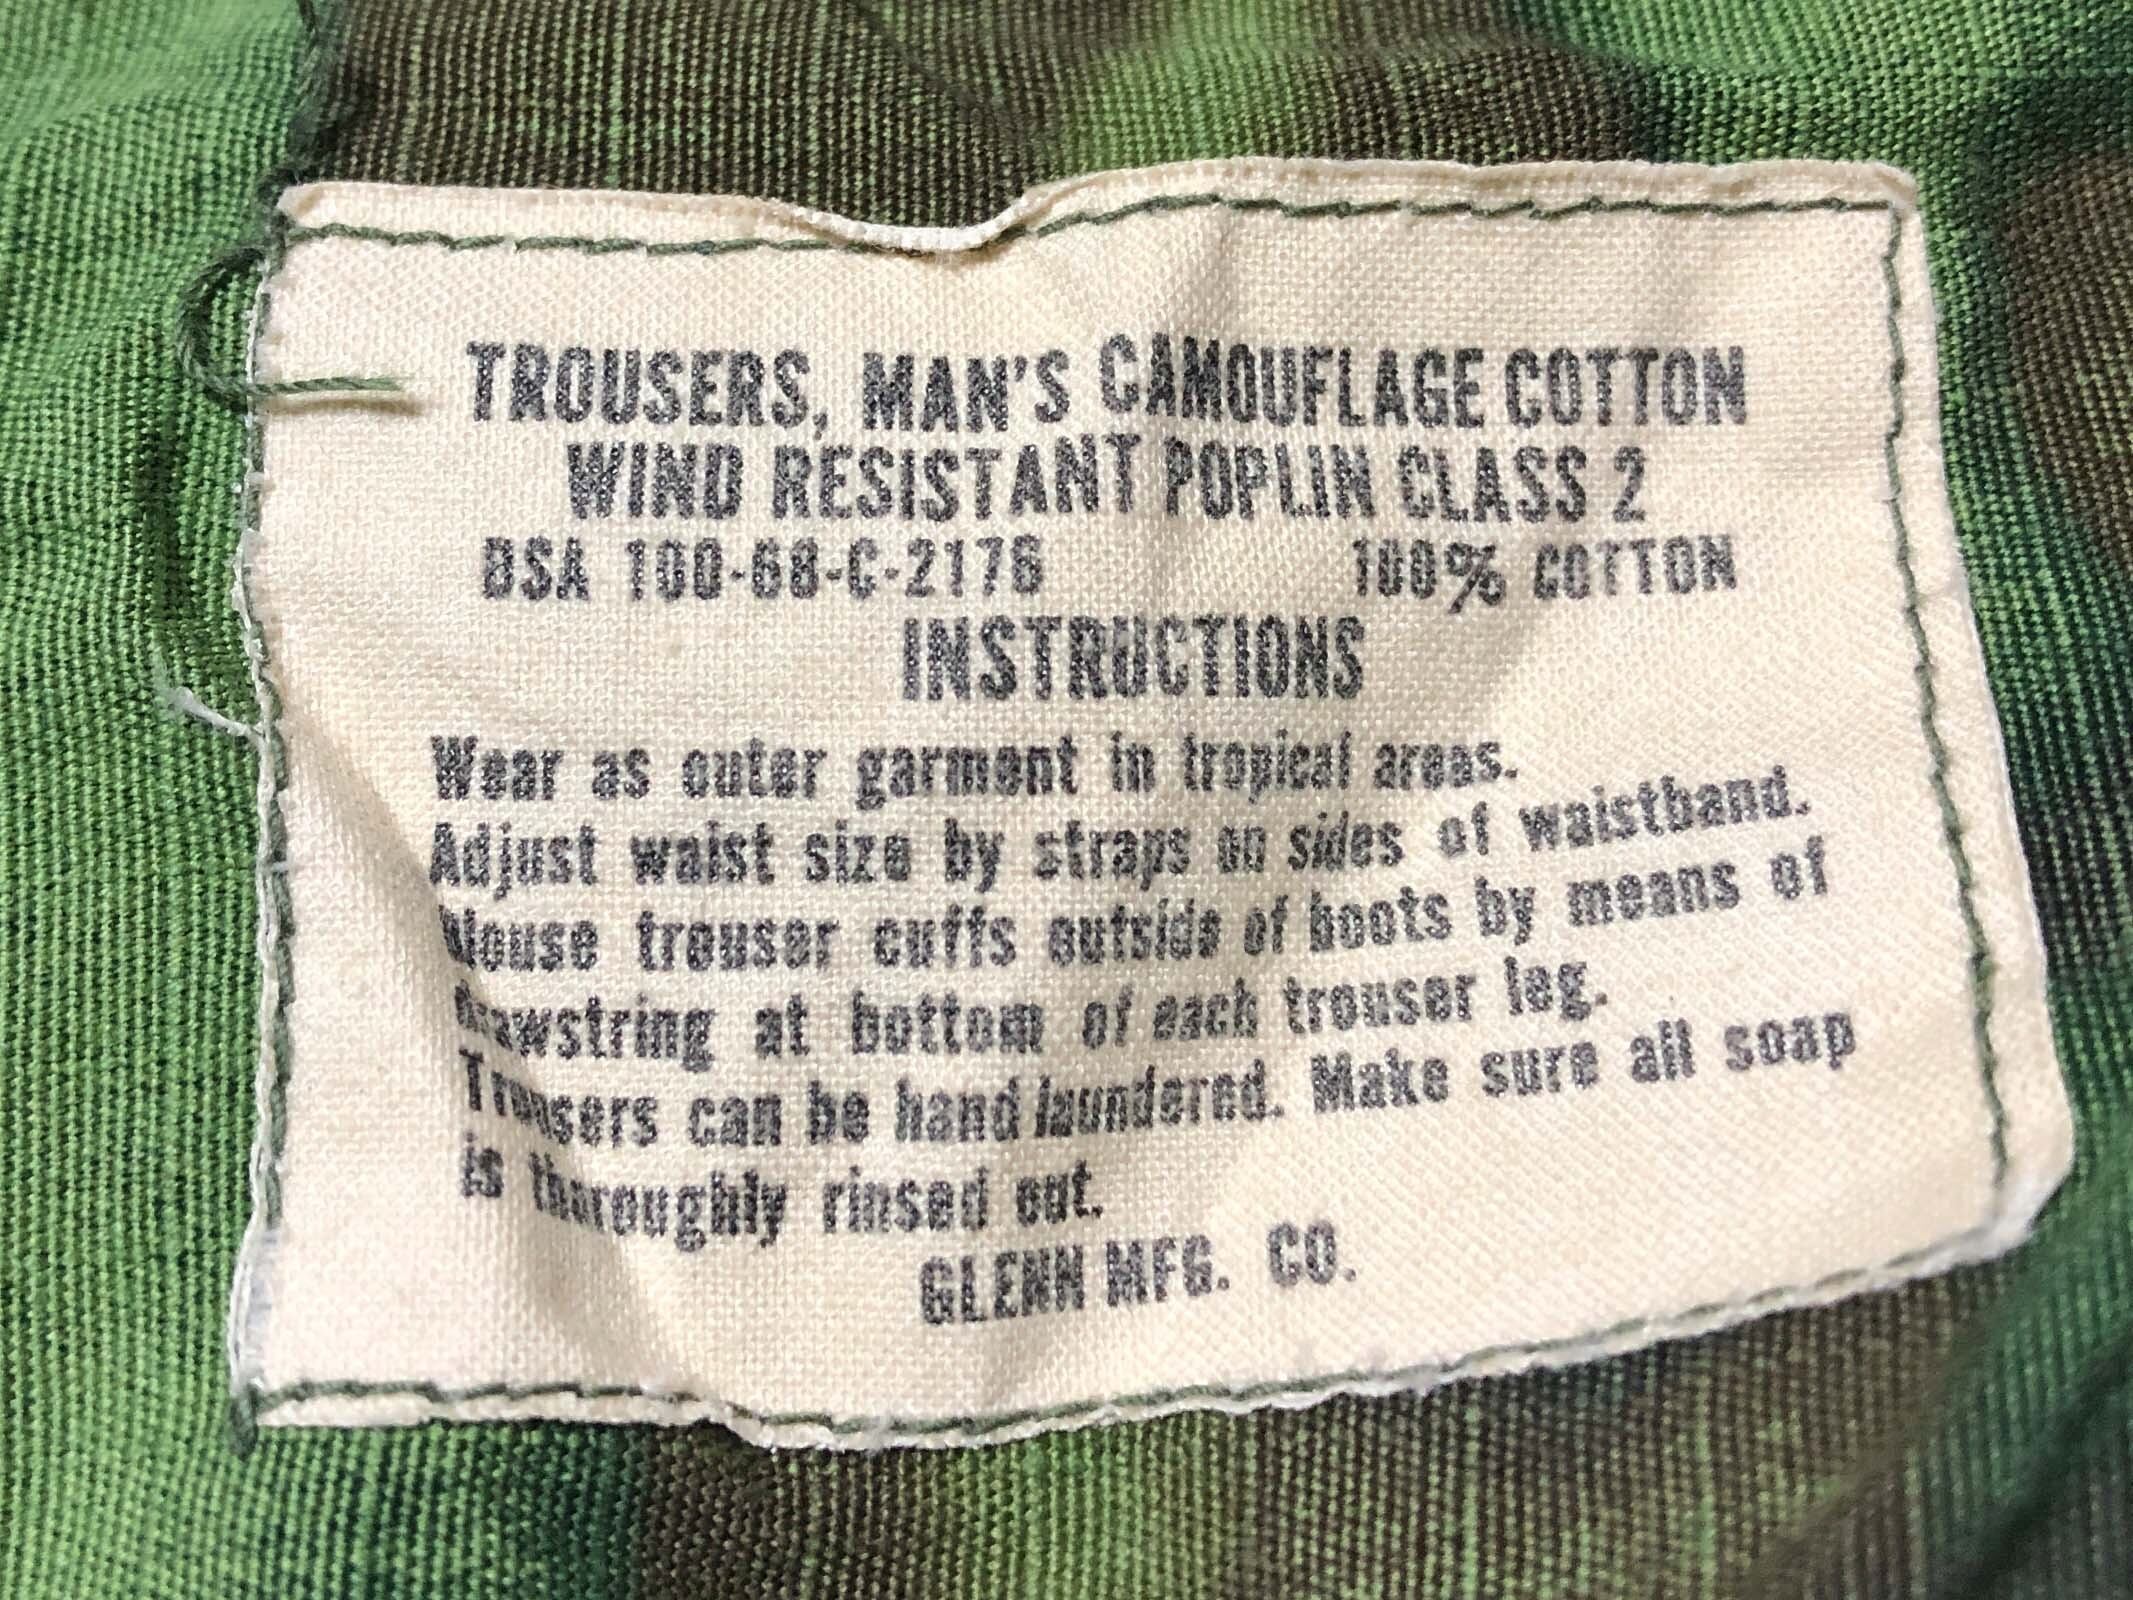 TROUSERS, MAN'S CAMOUFLAGE COTTON
WIND RESISTANT POPLIN CLASS 2
DSA 100-68-C-2176 100% COTTON
INSTRUCTIONS
Wear as outer garment in tropical areas.
Adjust waist size by straps on sides of waistband.
Blouse trouser cuffs outside of boots by means of
drawstring at bottom of each trouser leg.
Trousers can be hand laundered. Make sure all soap
is thoroughly rinsed out.
GLENN MFG. CO.